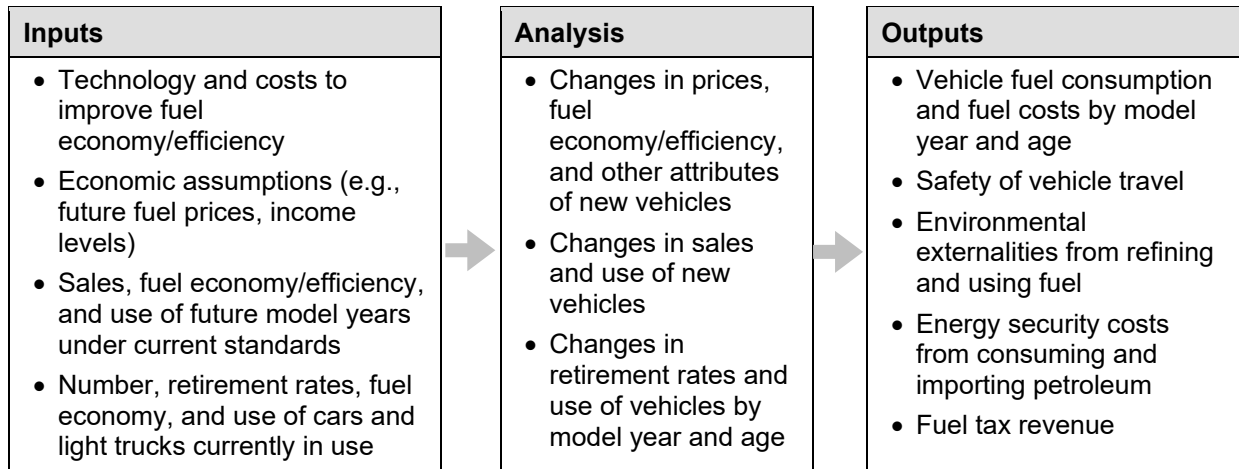 Inputs
• Technology and costs to
improve fuel
economy/efficiency
• Economic assumptions (e.g.,
future fuel prices, income
levels)
• Sales, fuel economy/efficiency,
and use of future model years
under current standards
• Number, retirement rates, fuel
economy, and use of cars and
light trucks currently in use
Analysis
• Changes in prices,
fuel
economy/efficiency,
and other attributes
of new vehicles
• Changes in sales
and use of new
vehicles
• Changes in
retirement rates and
use of vehicles by
model year and age
Outputs
• Vehicle fuel consumption
and fuel costs by model
year and age
• Safety of vehicle travel
• Environmental
externalities from refining
and using fuel
• Energy security costs
from consuming and
importing petroleum
• Fuel tax revenue